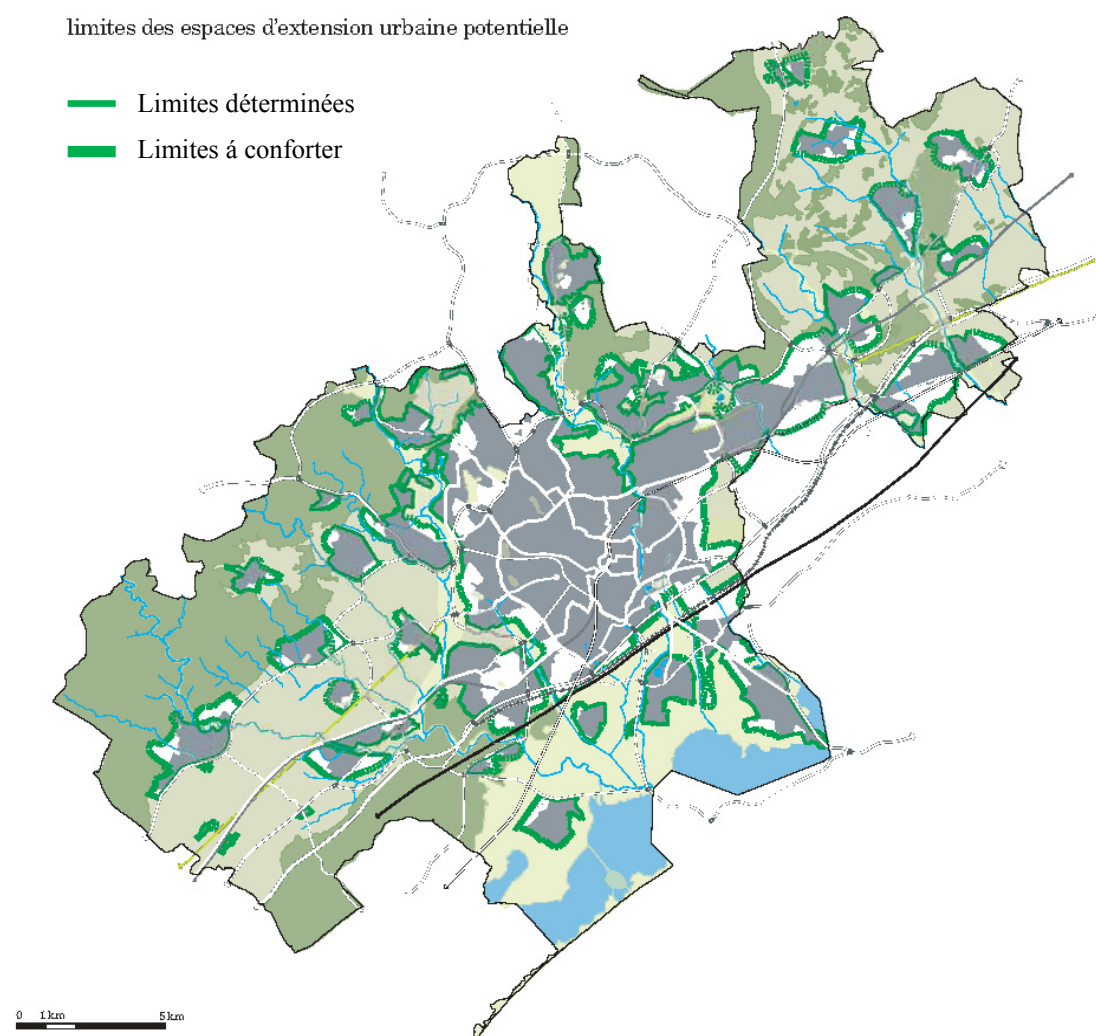 limites des espaces d'extension urbaine potentielle
Limites déterminées
Limites á conforter
0 1km 5km